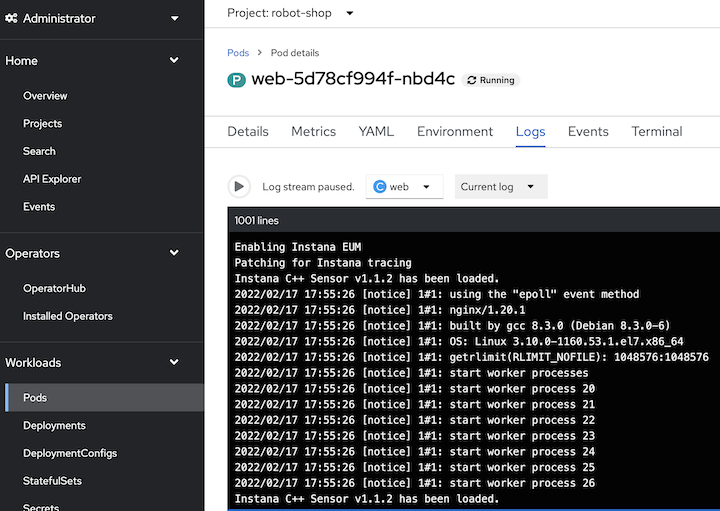 Administrator
Home
Overview
Projects
Search
API Explorer
Events
Operators
OperatorHub
Installed Operators
Workloads
Pods
Deployments
DeploymentConfigs
StatefulSets
Secrets
Project: robot-shop
Pods > Pod details
P web-5d78cf994f-nbd4c Running
Details Metrics YAML Environment Logs Events Terminal
Log stream paused. C web Current log
1001 lines
Enabling Instana EUM
Patching for Instana tracing
Instana C++ Sensor v1.1.2 has been loaded.
2022/02/17 17:55:26 [notice] 1#1: using the "epoll" event method
2022/02/17 17:55:26 [notice] 1#1: nginx/1.20.1
2022/02/17 17:55:26 [notice] 1#1: built by gcc 8.3.0 (Debian 8.3.0-6)
2022/02/17 17:55:26 [notice] 1#1: OS: Linux 3.10.0-1160.53.1.el7.x86_64
2022/02/17 17:55:26 [notice] 1#1: getrlimit(RLIMIT_NOFILE): 1048576:1048576
2022/02/17 17:55:26 [notice] 1#1: start worker processes
2022/02/17 17:55:26 [notice] 1#1: start worker process 20
2022/02/17 17:55:26 [notice] 1#1: start worker process 21
2022/02/17 17:55:26 [notice] 1#1: start worker process 22
2022/02/17 17:55:26 [notice] 1#1: start worker process 23
2022/02/17 17:55:26 [notice] 1#1: start worker process 24
2022/02/17 17:55:26 [notice] 1#1: start worker process 25
2022/02/17 17:55:26 [notice] 1#1: start worker process 26
Instana C++ Sensor v1.1.2 has been loaded.